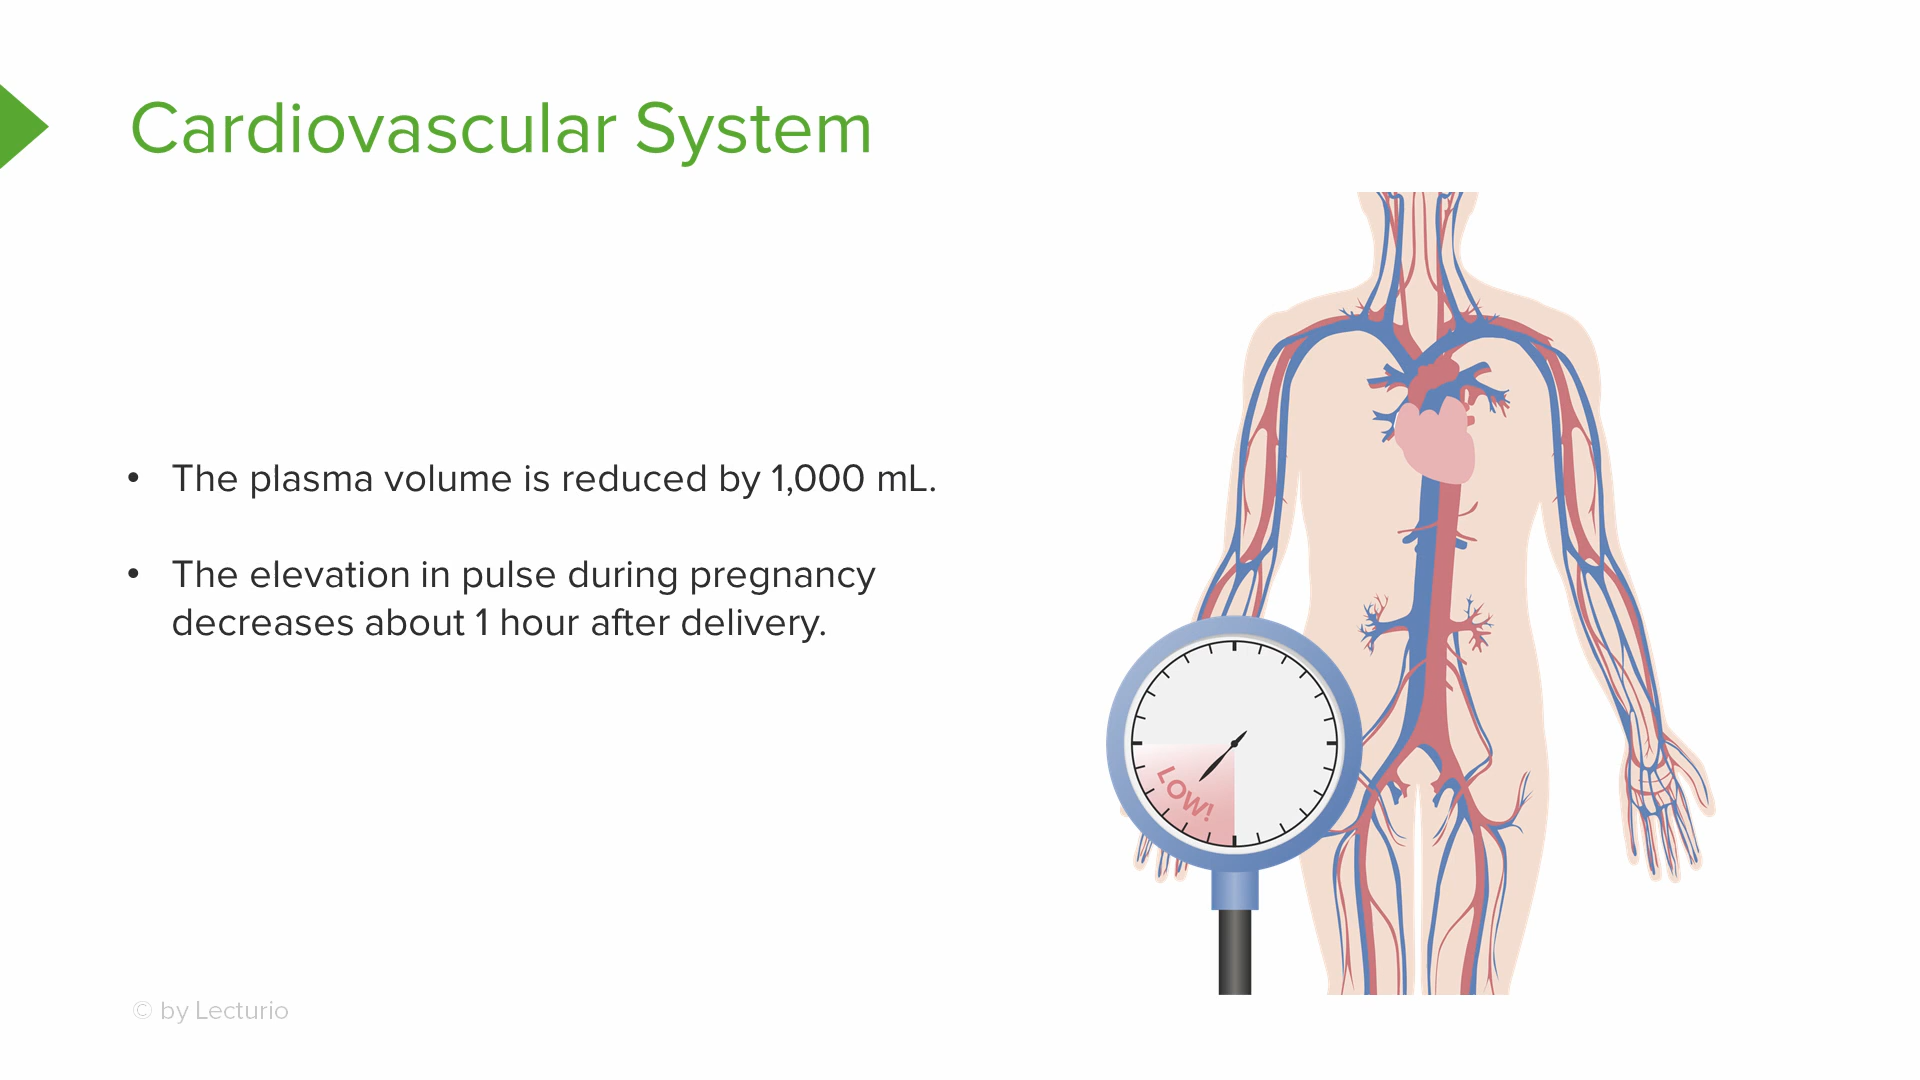 Cardiovascular System
• The plasma volume is reduced by 1,000 mL.
• The elevation in pulse during pregnancy
decreases about 1 hour after delivery.
LOW!
© by Lecturio